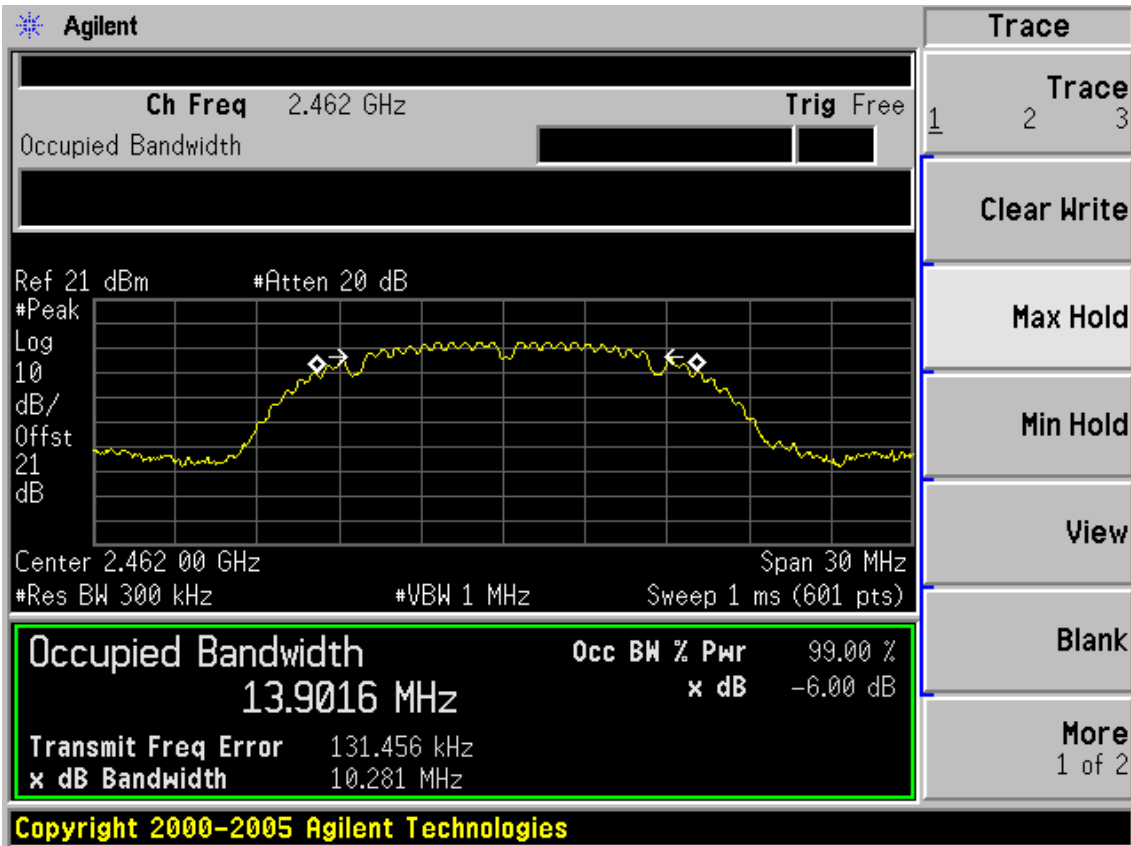 Agilent
Trace
Ch Freq 2.462 GHz Trig Free
Occupied Bandwidth
Trace
1 2 3
Clear Write
Max Hold
Min Hold
View
Blank
More
1 of 2
Ref 21 dBm #Atten 20 dB
#Peak
Log
10
dB/
Offst
21
dB
Center 2.462 00 GHz Span 30 MHz
#Res BW 300 kHz #VBW 1 MHz Sweep 1 ms (601 pts)
Occupied Bandwidth Occ BW % Pwr 99.00 %
13.9016 MHz x dB -6.00 dB
Transmit Freq Error 131.456 kHz
x dB Bandwidth 10.281 MHz
Copyright 2000-2005 Agilent Technologies